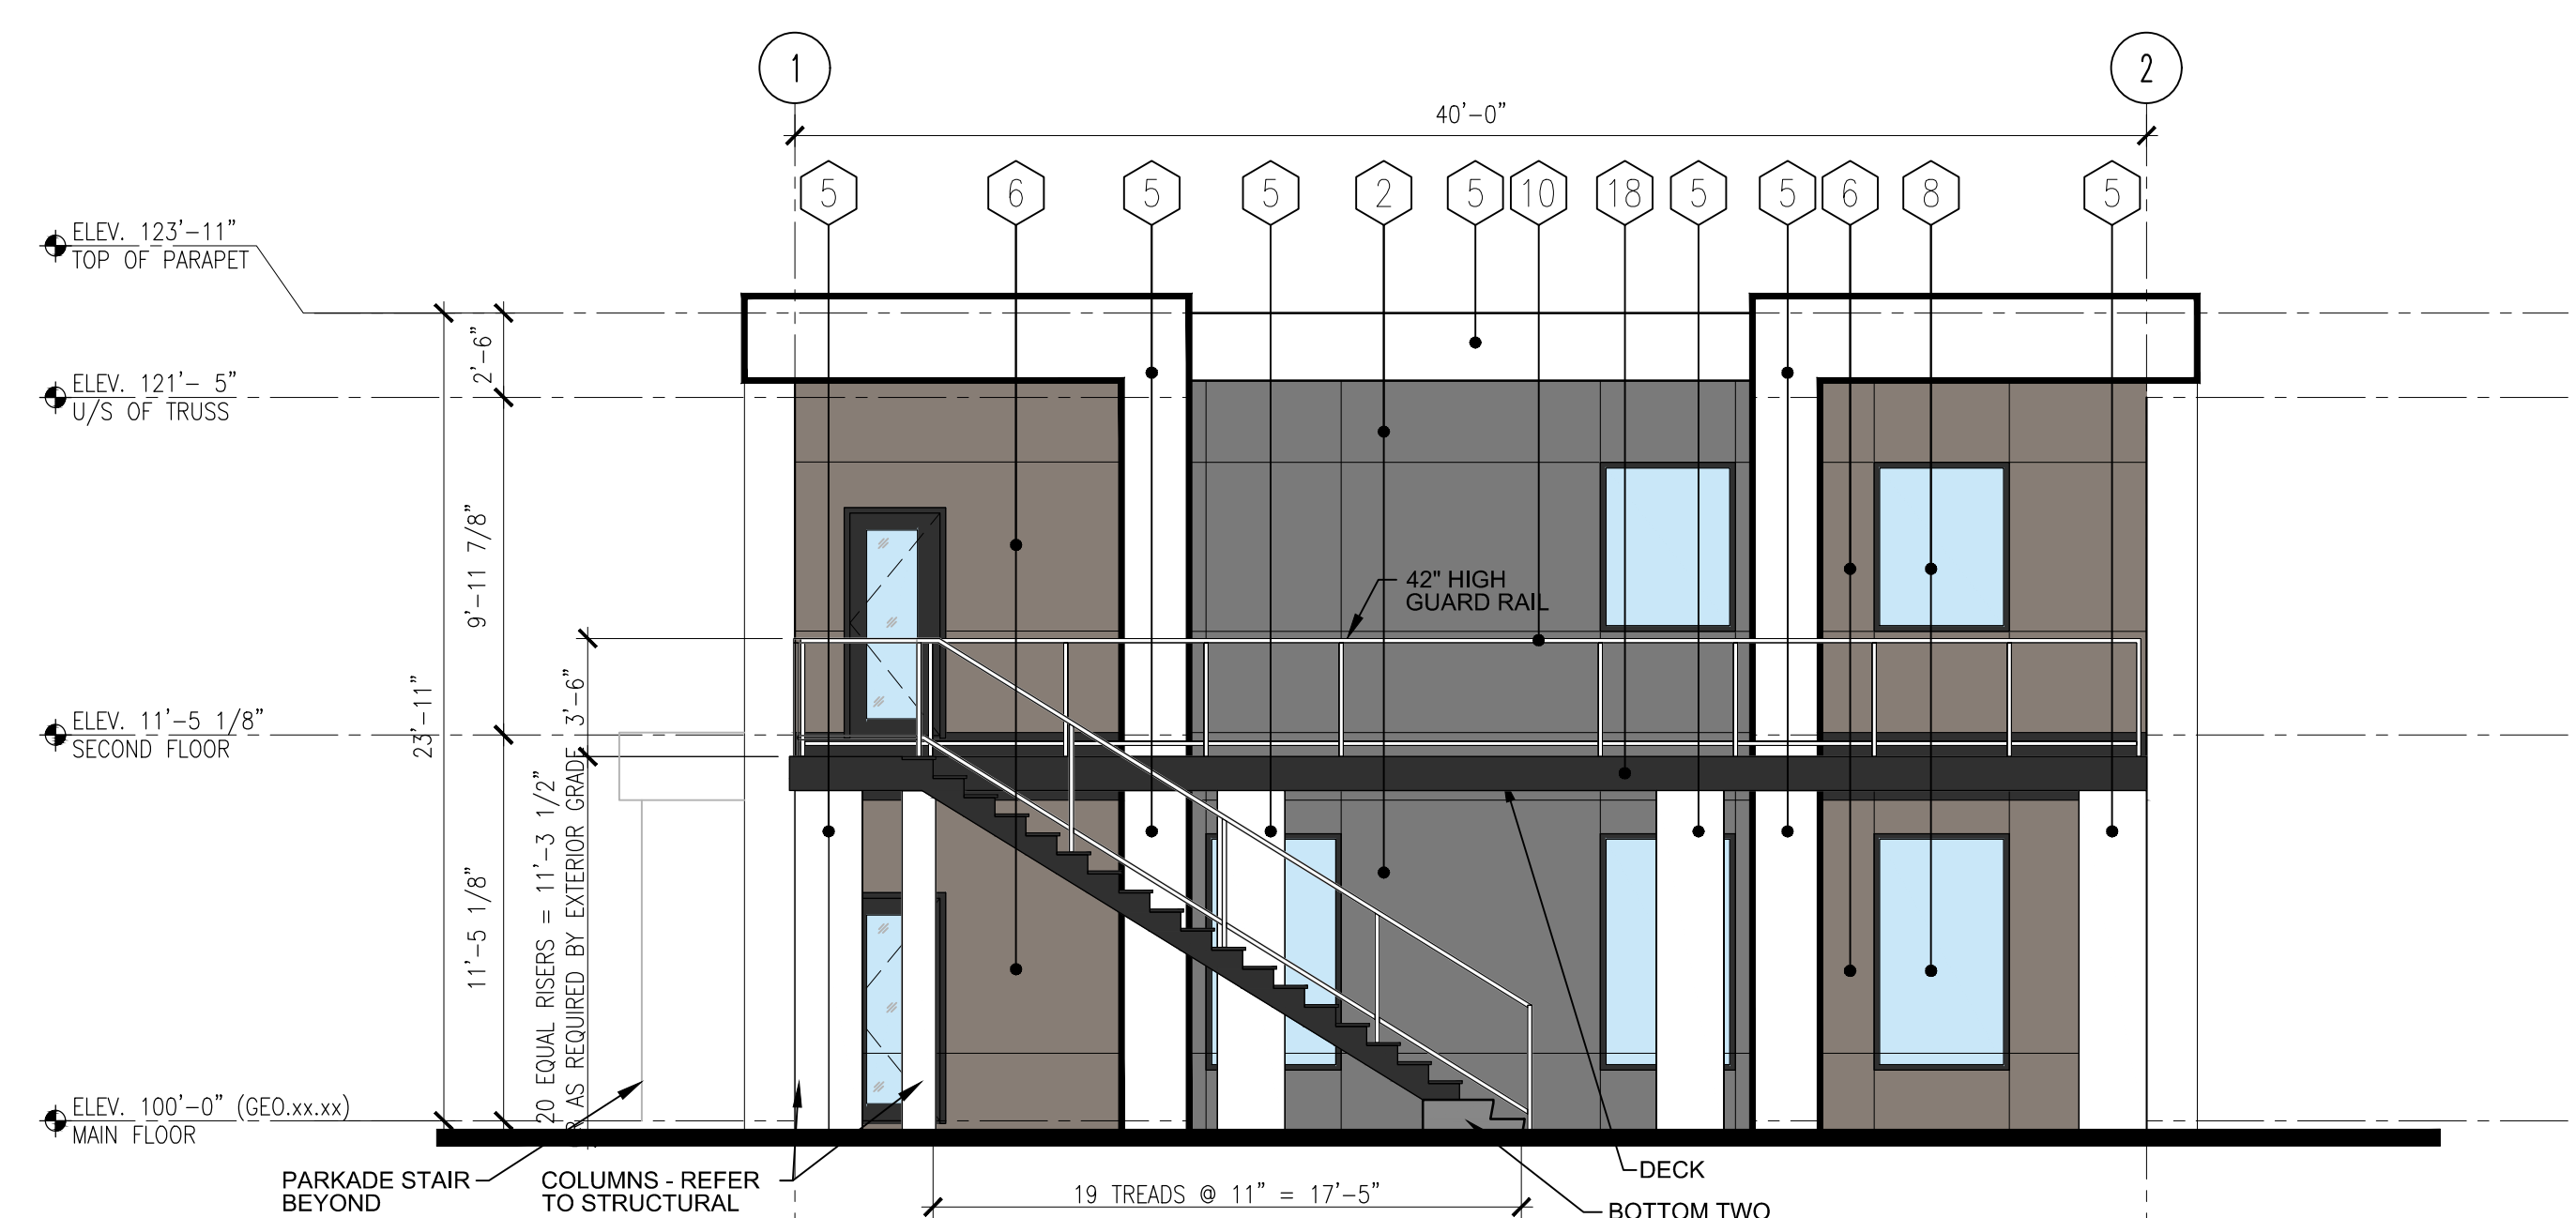 1
2
40'-0"
5 6 5 5 2 5 10 18 5 5 6 8 5
ELEV. 123'-11"
TOP OF PARAPET
2'-6"
ELEV. 121'- 5"
U/S OF TRUSS
9'-11 7/8"
42" HIGH
GUARD RAIL
3'-6"
23'-11"
ELEV. 11'-5 1/8"
SECOND FLOOR
11'-5 1/8"
20 EQUAL RISERS = 11'-3 1/2"
AS REQUIRED BY EXTERIOR GRADE
ELEV. 100'-0" (GEO.xx.xx)
MAIN FLOOR
PARKADE STAIR
BEYOND
COLUMNS - REFER
TO STRUCTURAL
DECK
19 TREADS @ 11" = 17'-5"
BOTTOM TWO